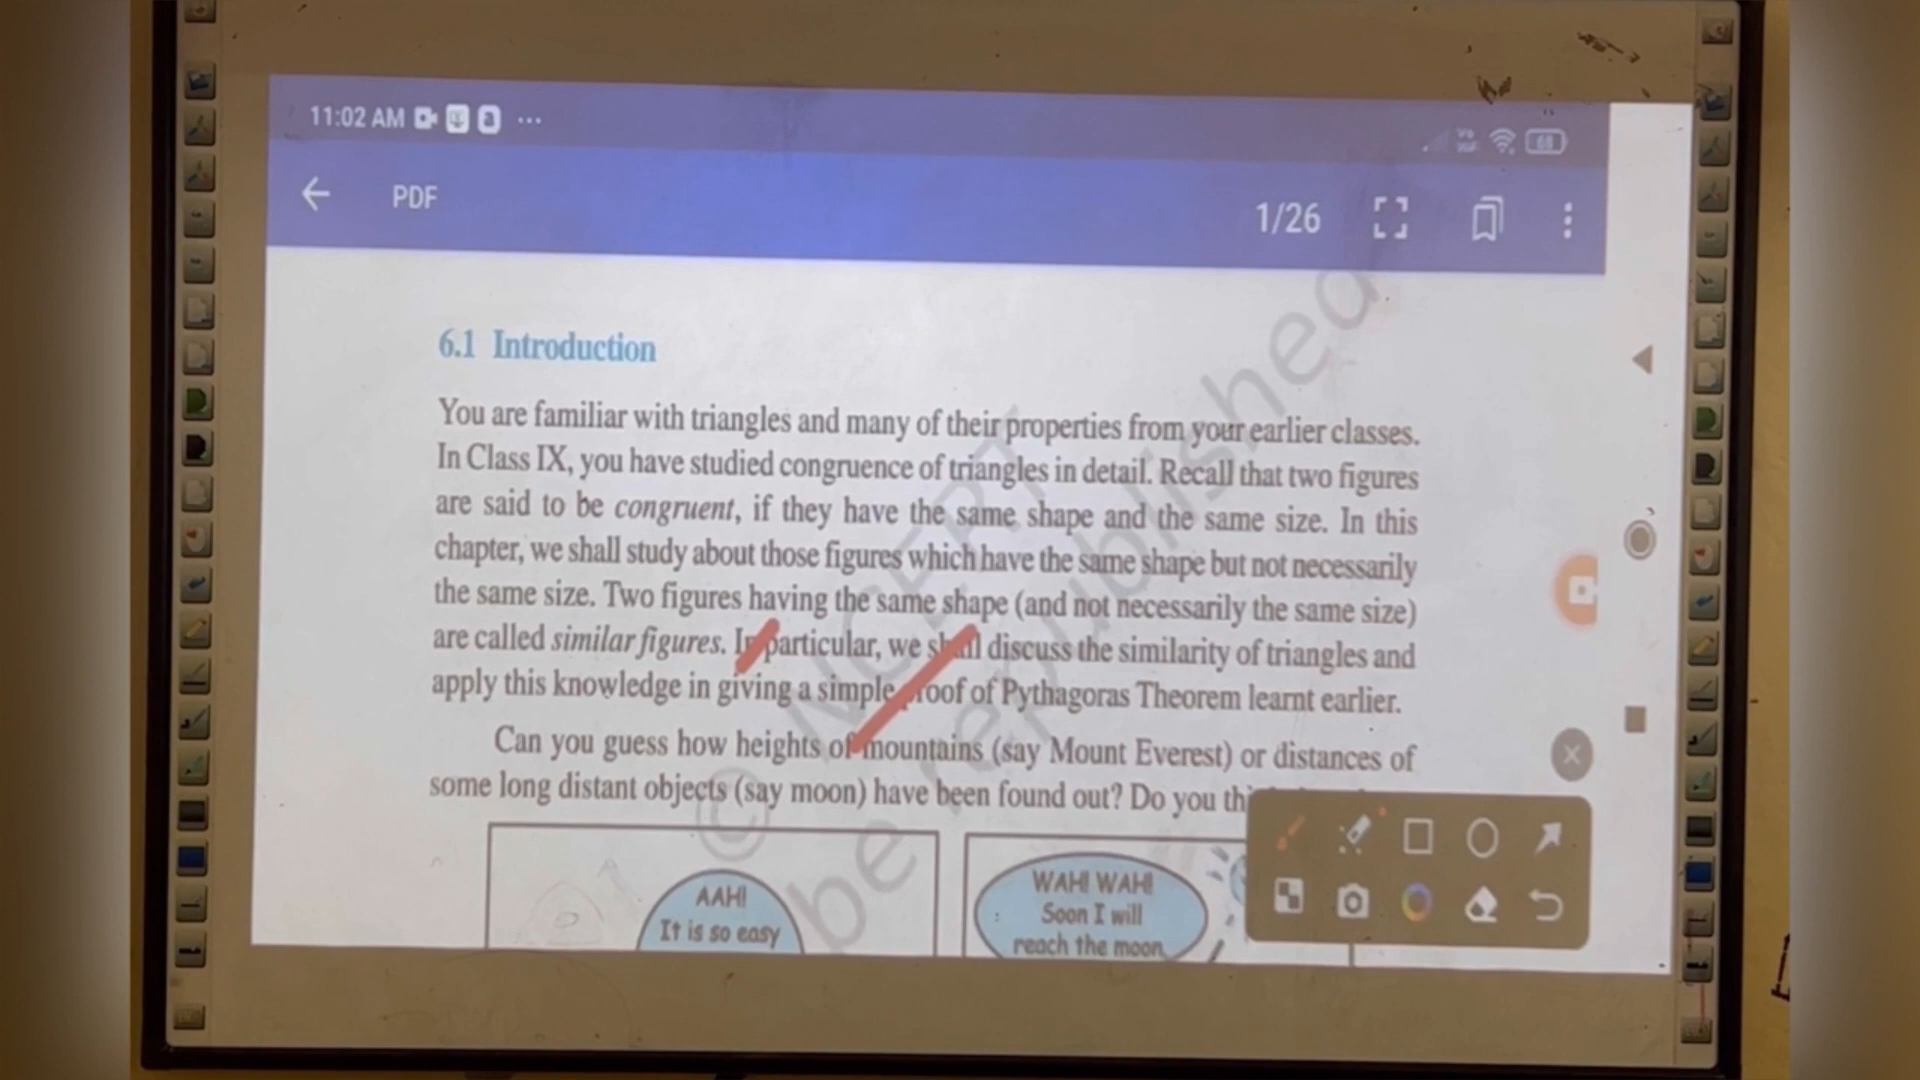 11:02 AM ...
68
PDF
1/26
6.1 Introduction
You are familiar with triangles and many of their properties from your earlier classes.
In Class IX, you have studied congruence of triangles in detail. Recall that two figures
are said to be congruent, if they have the same shape and the same size. In this
chapter, we shall study about those figures which have the same shape but not necessarily
the same size. Two figures having the same shape (and not necessarily the same size)
are called similar figures. In particular, we shall discuss the similarity of triangles and
apply this knowledge in giving a simple proof of Pythagoras Theorem learnt earlier.
Can you guess how heights of mountains (say Mount Everest) or distances of
some long distant objects (say moon) have been found out? Do you
AAH!
It is so easy
WAH! WAH!
Soon I will
reach the moon
© NCERT
be republished